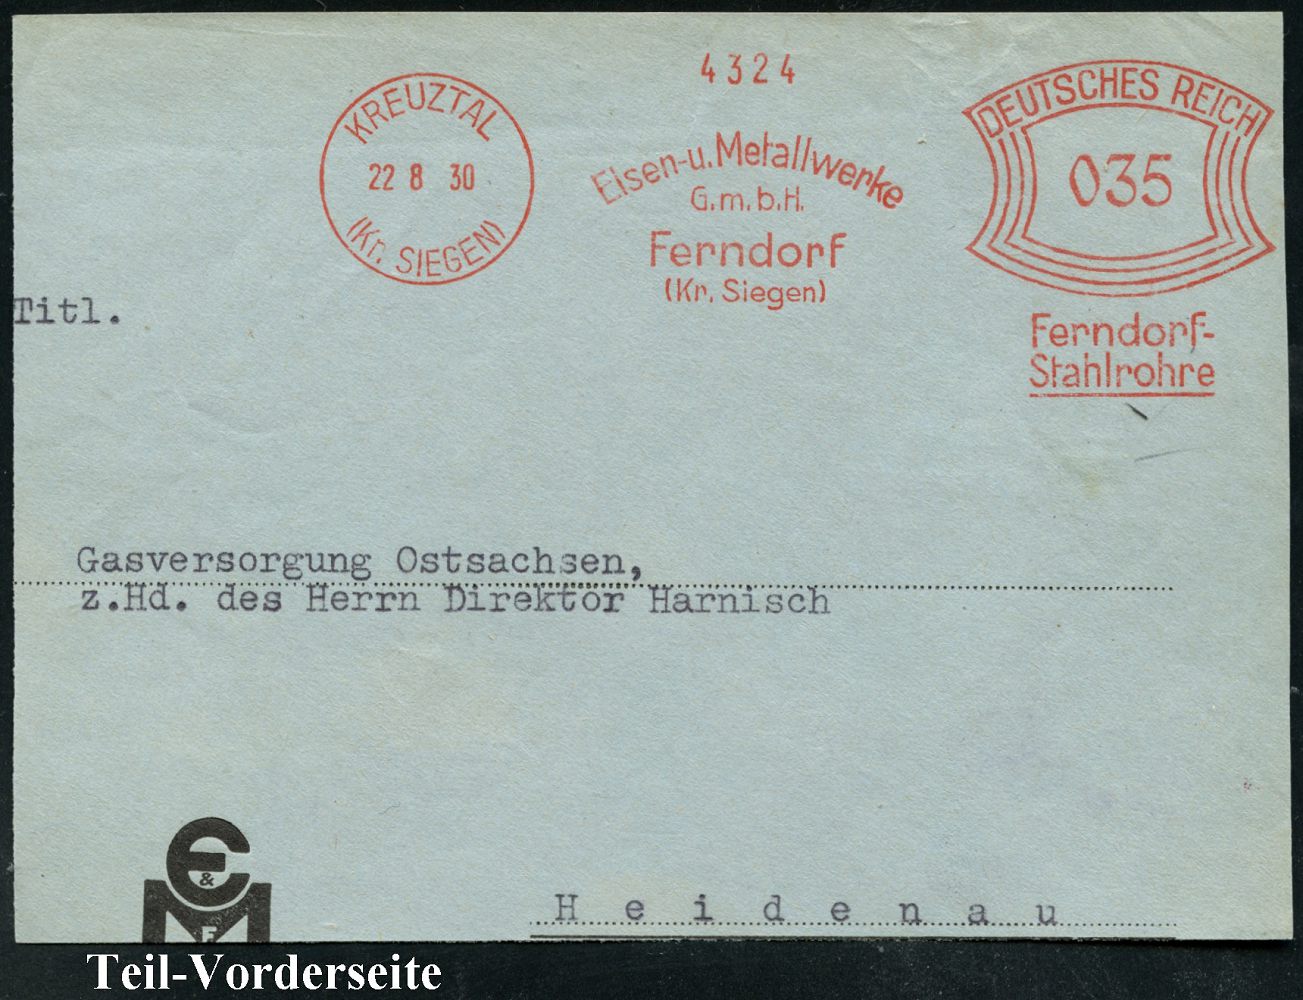 4324
KREUZTAL
22 8 30
(Kr. SIEGEN)
Eisen-u. Metallwerke
G.m.b.H.
Ferndorf
(Kr. Siegen)
DEUTSCHES REICH
035
Ferndorf-
Stahlrohre
Titl.
Gasversorgung Ostsachsen,
z.Hd. des Herrn Direktor Harnisch
E
&
M
F
Heidenau
Teil-Vorderseite